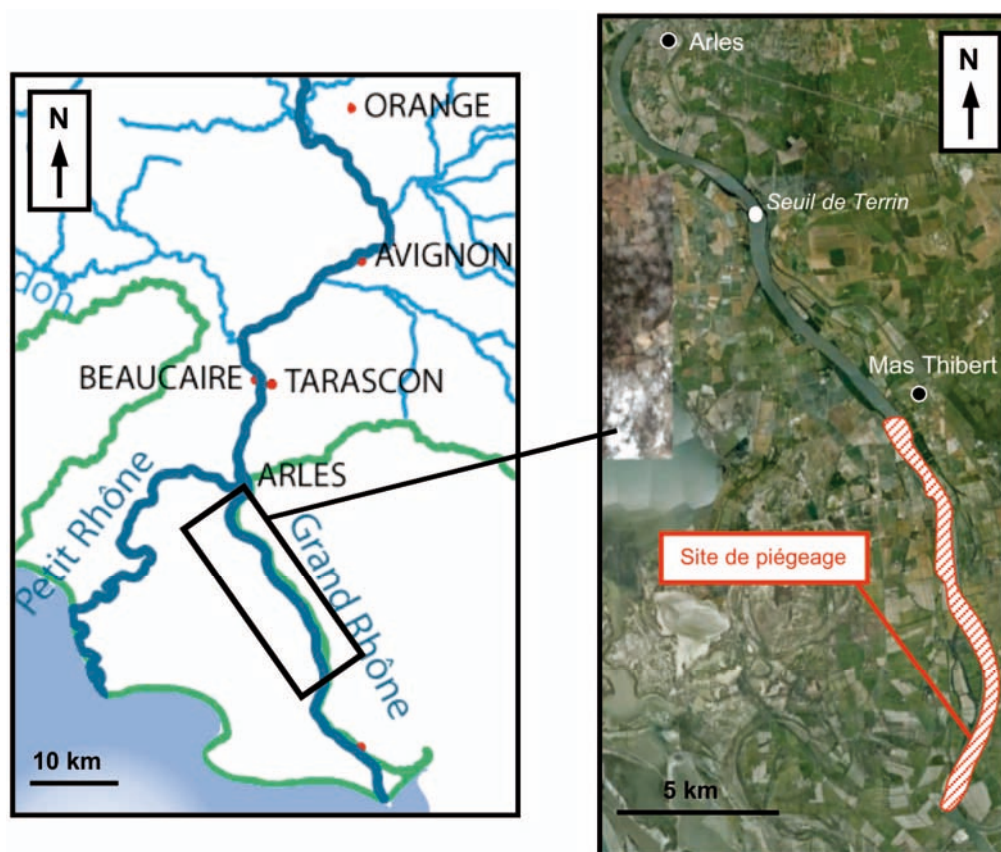 N
ORANGE
AVIGNON
don
BEAUCAIRE
TARASCON
ARLES
Petit Rhône
Grand Rhône
10 km
N
Arles
Seuil de Terrin
Mas Thibert
Site de piégeage
5 km